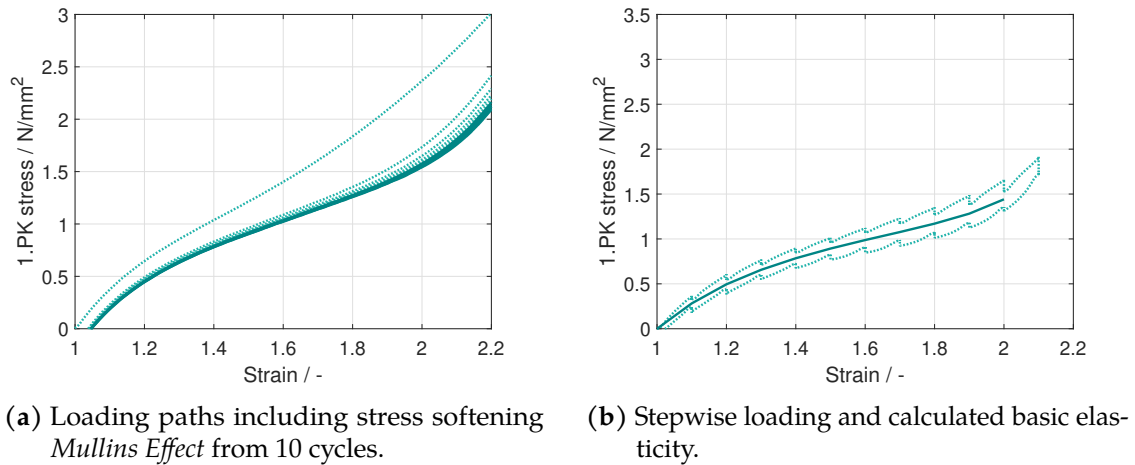 3
2.5
2
1.5
1
0.5
0
1.PK stress / N/mm²
1 1.2 1.4 1.6 1.8 2 2.2
Strain / -
(a) Loading paths including stress softening
Mullins Effect from 10 cycles.
3.5
3
2.5
2
1.5
1
0.5
0
1.PK stress / N/mm²
1 1.2 1.4 1.6 1.8 2 2.2
Strain / -
(b) Stepwise loading and calculated basic elas-
ticity.